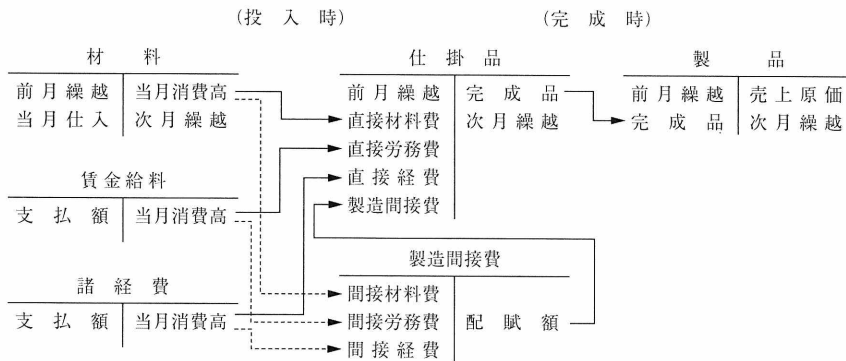 (投入時) (完成時)
材料
前月繰越 当月消費高
当月仕入 次月繰越
賃金給料
支払額 当月消費高
諸経費
支払額 当月消費高
仕掛品
前月繰越 完成品
直接材料費 次月繰越
直接労務費
直接経費
製造間接費
製造間接費
間接材料費
間接労務費 配賦額
間接経費
製品
前月繰越 売上原価
完成品 次月繰越